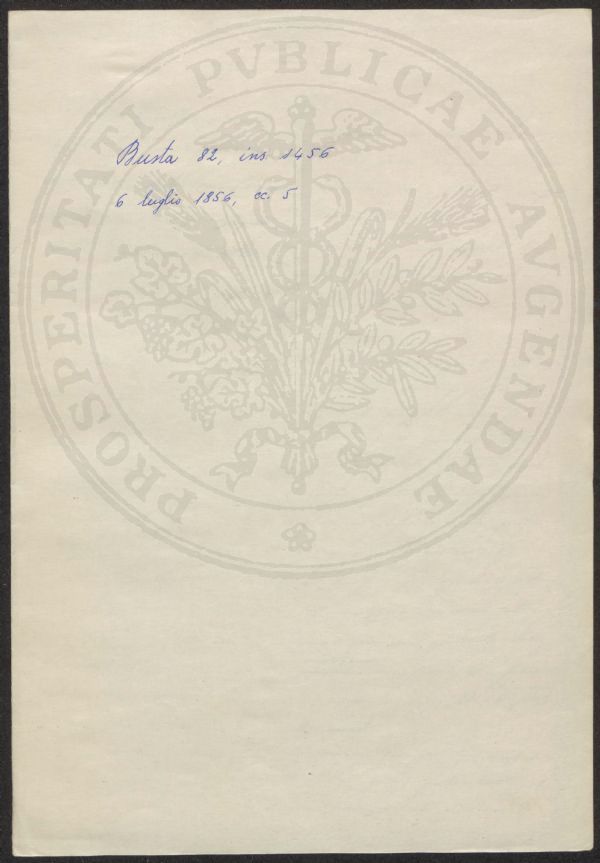 PROSPERITATI PVBLICAE AVGENDAE
Busta 82, ins 1456
6 luglio 1856, cc. 5